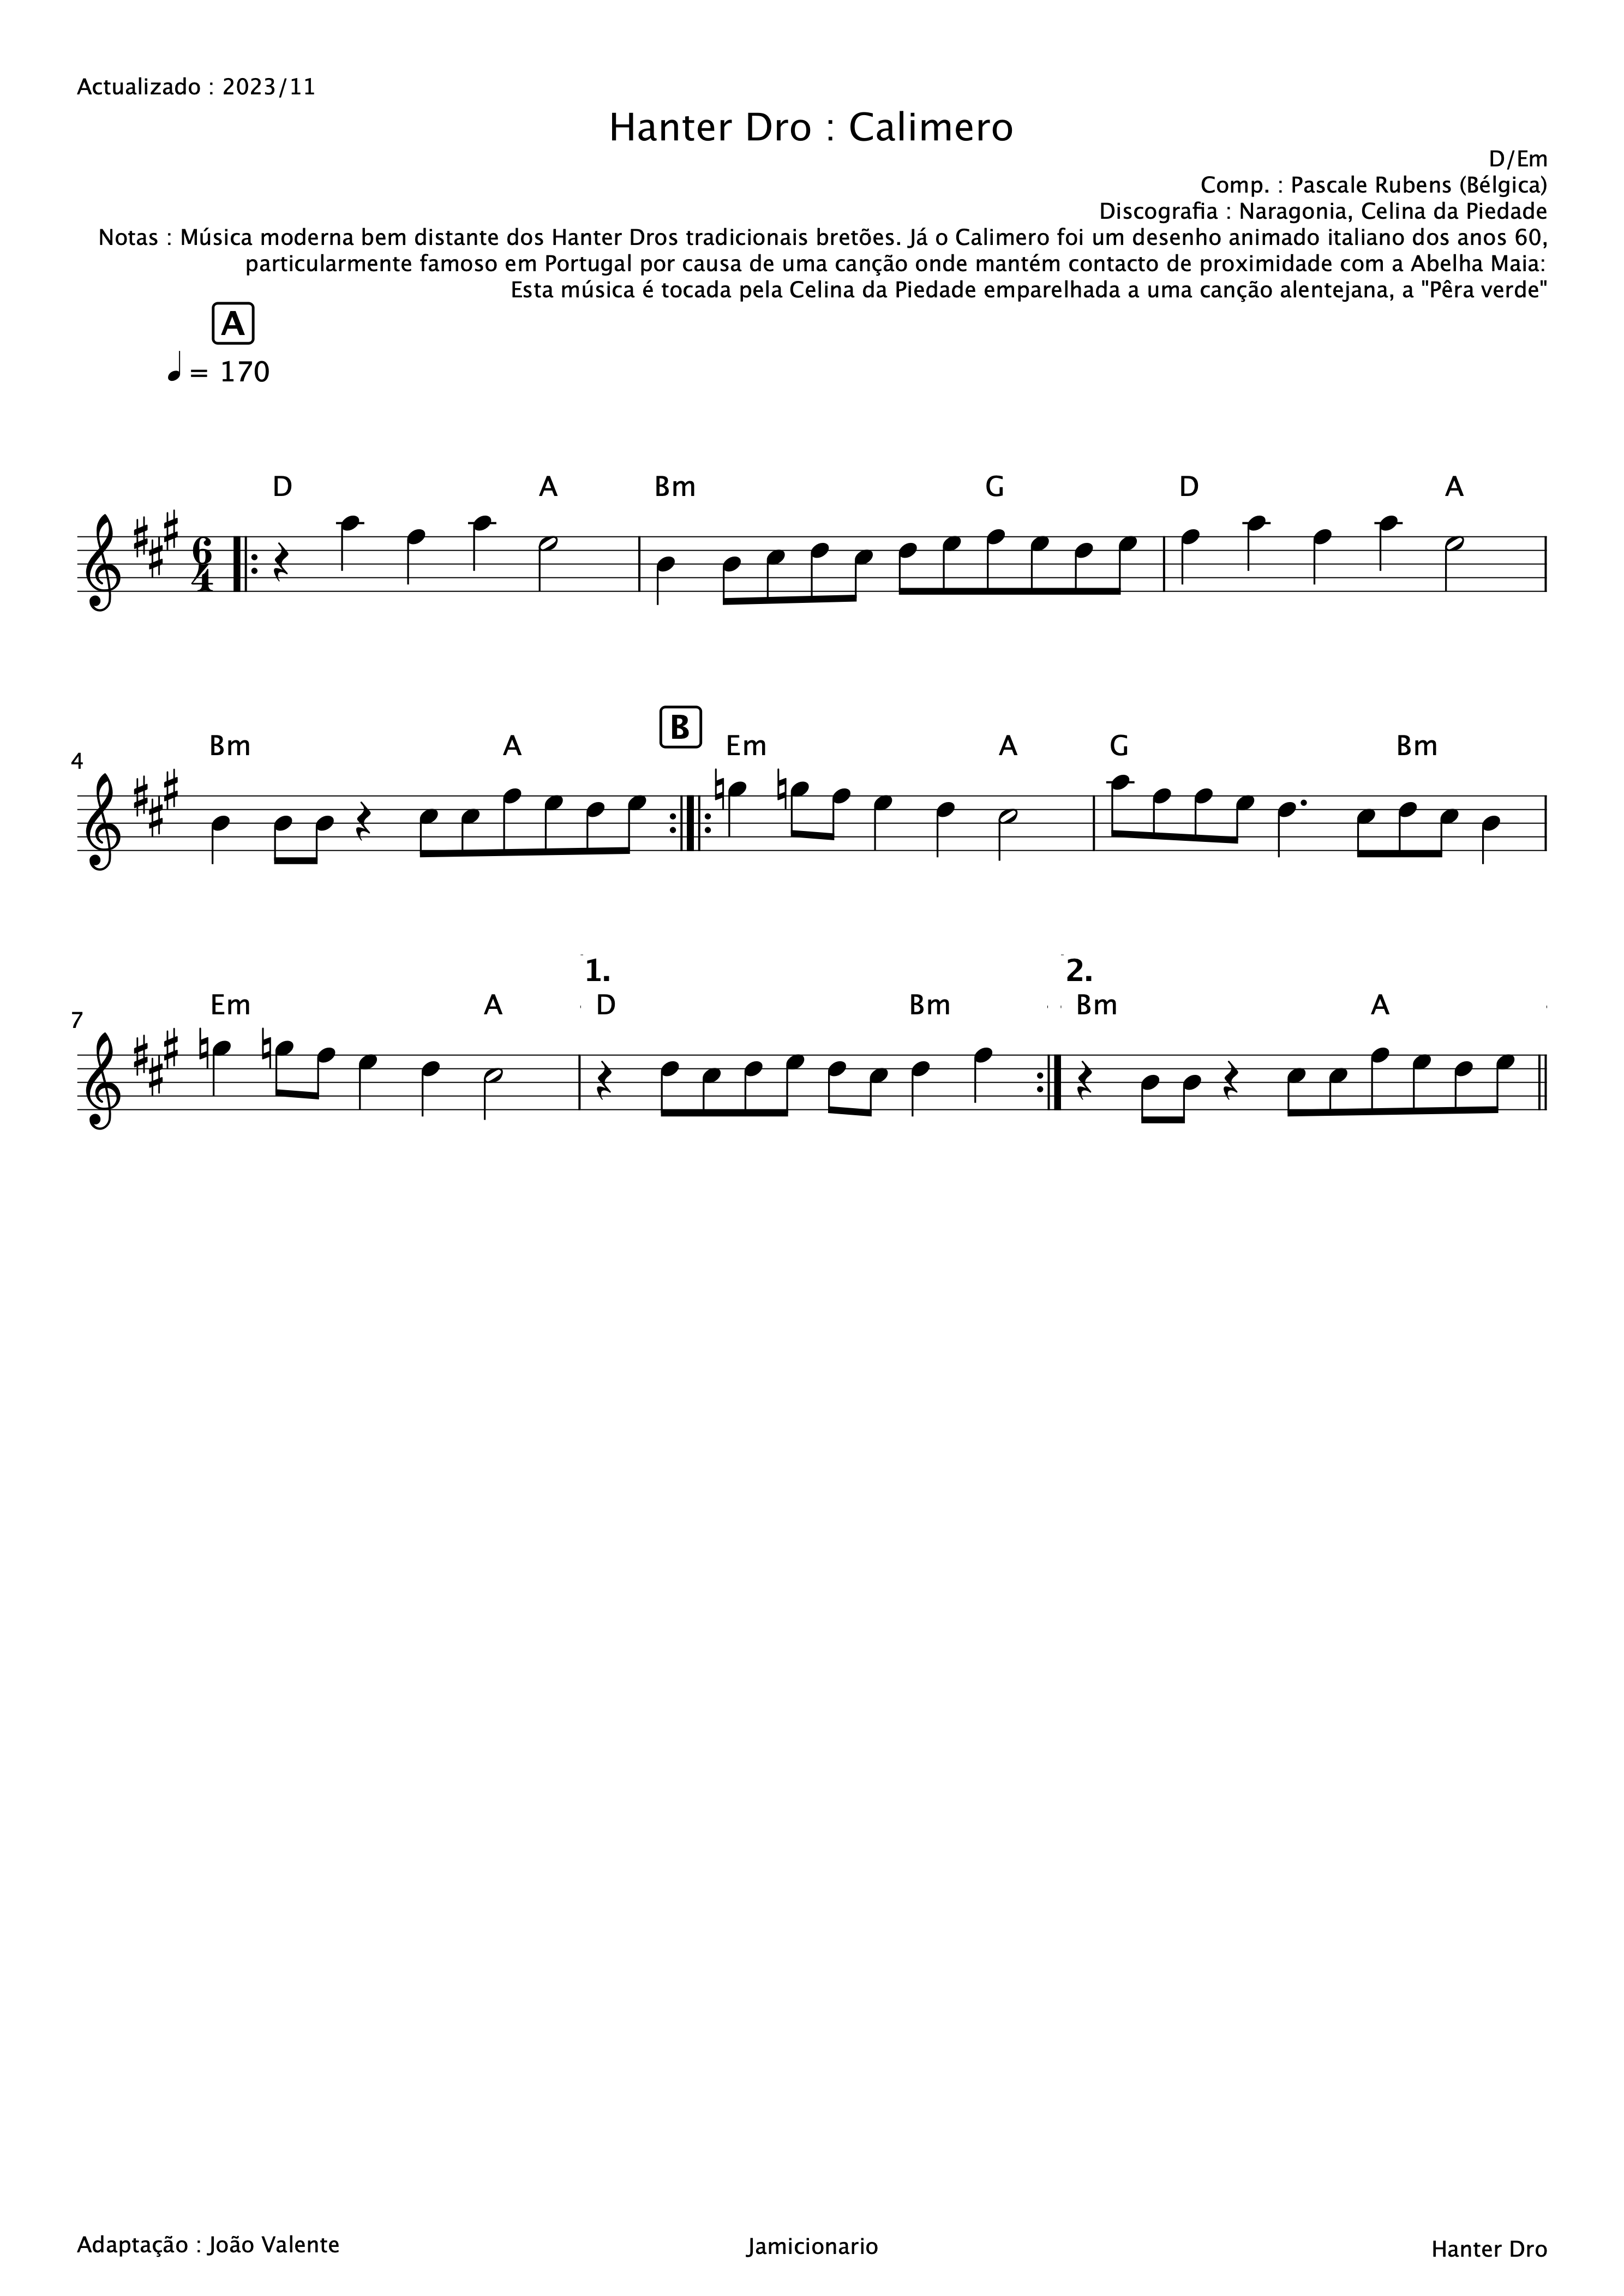 Actualizado : 2023/11
Hanter Dro : Calimero
D/Em
Comp. : Pascale Rubens (Bélgica)
Discografia : Naragonia, Celina da Piedade
Notas : Música moderna bem distante dos Hanter Dros tradicionais bretões. Já o Calimero foi um desenho animado italiano dos anos 60,
particularmente famoso em Portugal por causa de uma canção onde mantém contacto de proximidade com a Abelha Maia:
Esta música é tocada pela Celina da Piedade emparelhada a uma canção alentejana, a "Pêra verde"
A
= 170
D A Bm G D A
6
4
B
4 Bm A Em A G Bm
1. 2.
7 Em A D Bm Bm A
Adaptação : João Valente Jamicionario Hanter Dro